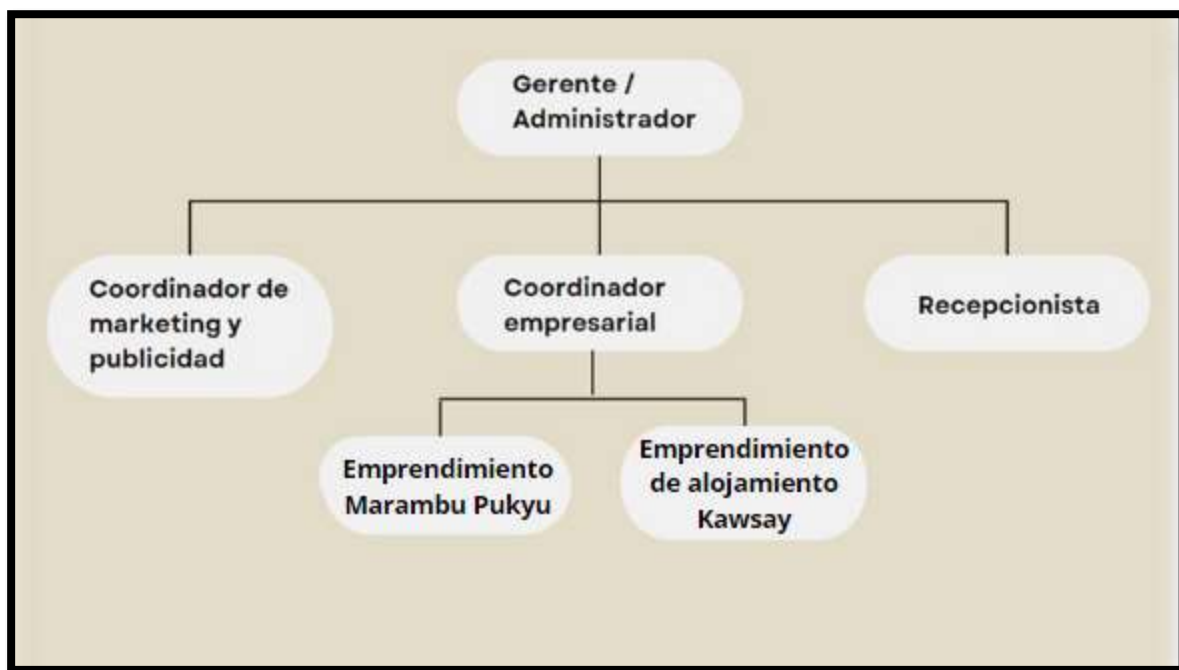 Gerente /
Administrador
Coordinador de
marketing y
publicidad
Coordinador
empresarial
Recepcionista
Emprendimiento
Marambu Pukyu
Emprendimiento
de alojamiento
Kawsay